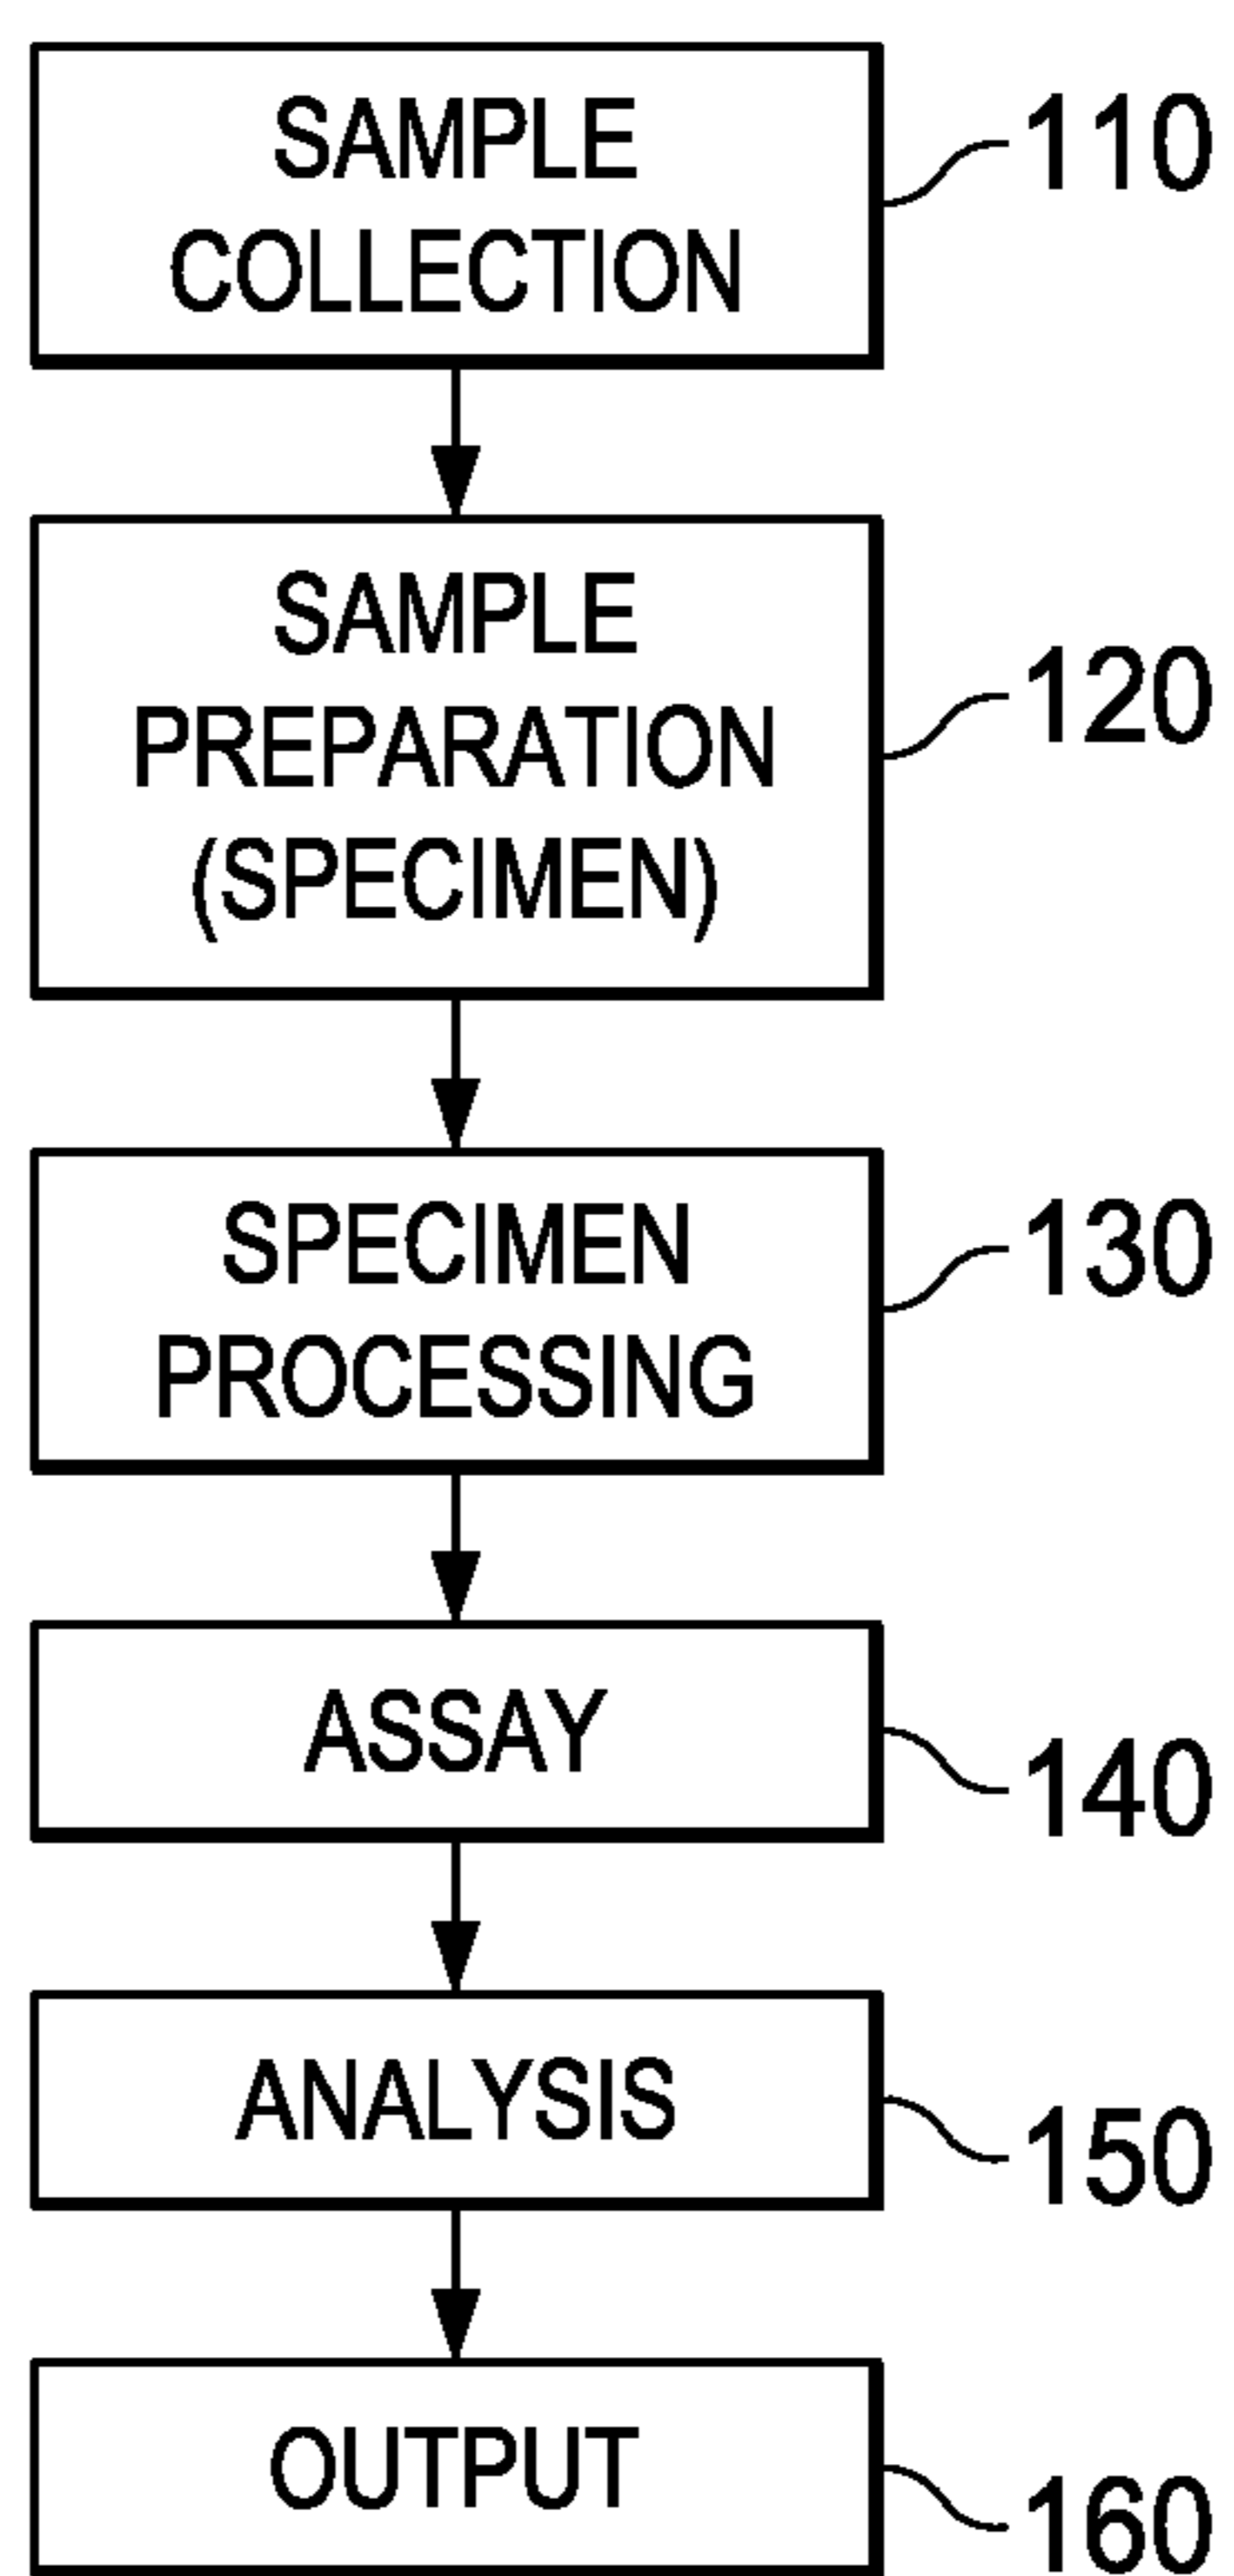 SAMPLE
COLLECTION
110
SAMPLE
PREPARATION
(SPECIMEN)
120
SPECIMEN
PROCESSING
130
ASSAY
140
ANALYSIS
150
OUTPUT
160